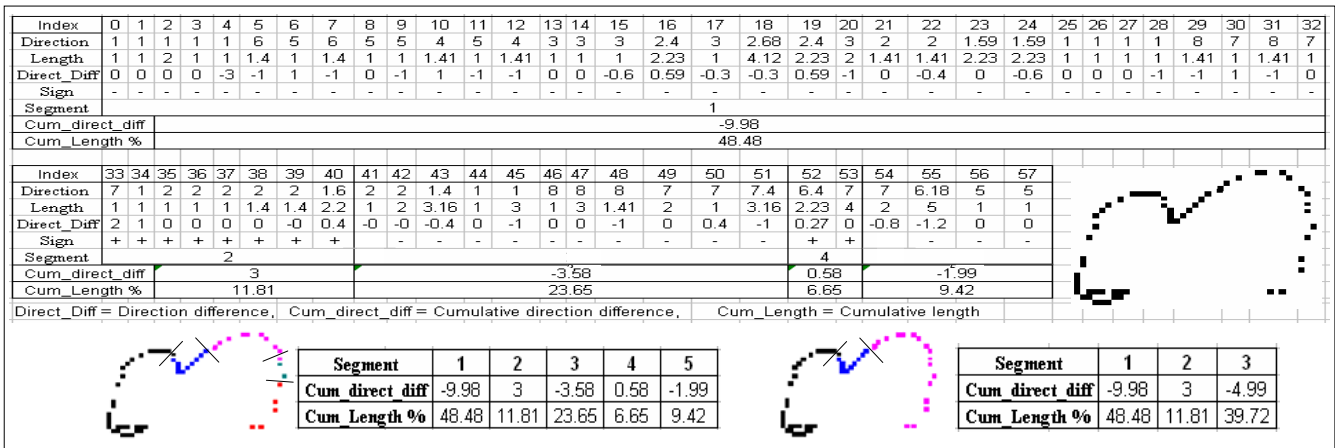 Index 0 1 2 3 4 5 6 7 8 9 10 11 12 13 14 15 16 17 18 19 20 21 22 23 24 25 26 27 28 29 30 31 32
Direction 1 1 1 1 1 6 5 6 5 5 4 5 4 3 3 3 2.4 3 2.68 2.4 3 2 2 1.59 1.59 1 1 1 1 8 7 8 7
Length 1 1 2 1 1 1.4 1 1.4 1 1 1.41 1 1.41 1 1 1 2.23 1 4.12 2.23 2 1.41 1.41 2.23 2.23 1 1 1 1 1.41 1 1.41 1
Direct_Diff 0 0 0 0 -3 -1 1 -1 0 -1 1 -1 -1 0 0 -0.6 0.59 -0.3 -0.3 0.59 -1 0 -0.4 0 -0.6 0 0 0 -1 -1 1 -1 0
Sign - - - - - - - - - - - - - - - - - - - - - - - - - - - - - - - - -
Segment 1
Cum_direct_diff -9.98
Cum_Length % 48.48
Index 33 34 35 36 37 38 39 40 41 42 43 44 45 46 47 48 49 50 51 52 53 54 55 56 57
Direction 7 1 2 2 2 2 2 1.6 2 2 1.4 1 1 8 8 8 7 7 7.4 6.4 7 7 6.18 5 5
Length 1 1 1 1 1 1.4 1.4 2.2 1 2 3.16 1 3 1 3 1.41 2 1 3.16 2.23 4 2 5 1 1
Direct_Diff 2 1 0 0 0 0 -0 0.4 -0 -0 -0.4 0 -1 0 0 -1 0 0.4 -1 0.27 0 -0.8 -1.2 0 0
Sign + + + + + + + + - - - - - - - - - - - + + - - - -
Segment 2 4
Cum_direct_diff 3 -3.58 0.58 -1.99
Cum_Length % 11.81 23.65 6.65 9.42
Direct_Diff = Direction difference, Cum_direct_diff = Cumulative direction difference, Cum_Length = Cumulative length
Segment 1 2 3 4 5
Cum_direct_diff -9.98 3 -3.58 0.58 -1.99
Cum_Length % 48.48 11.81 23.65 6.65 9.42
Segment 1 2 3
Cum_direct_diff -9.98 3 -4.99
Cum_Length % 48.48 11.81 39.72